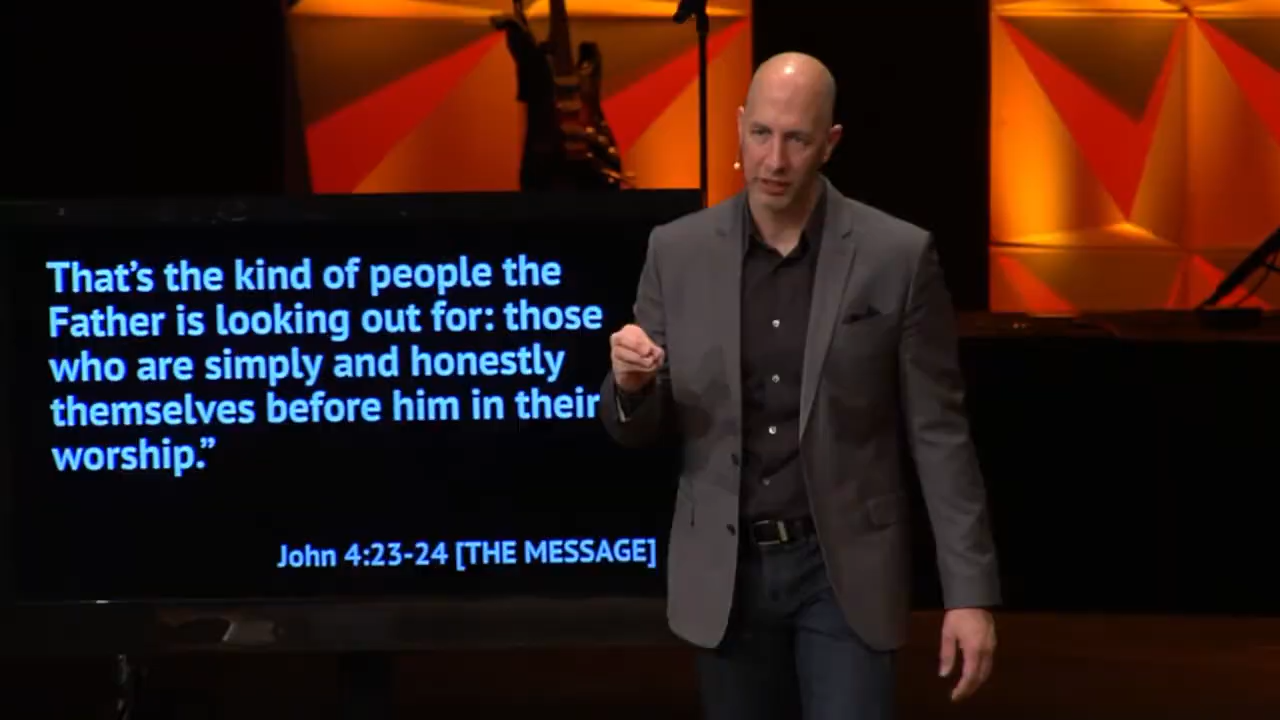 That’s the kind of people the
Father is looking out for: those
who are simply and honestly
themselves before him in their
worship.”
John 4:23-24 [THE MESSAGE]